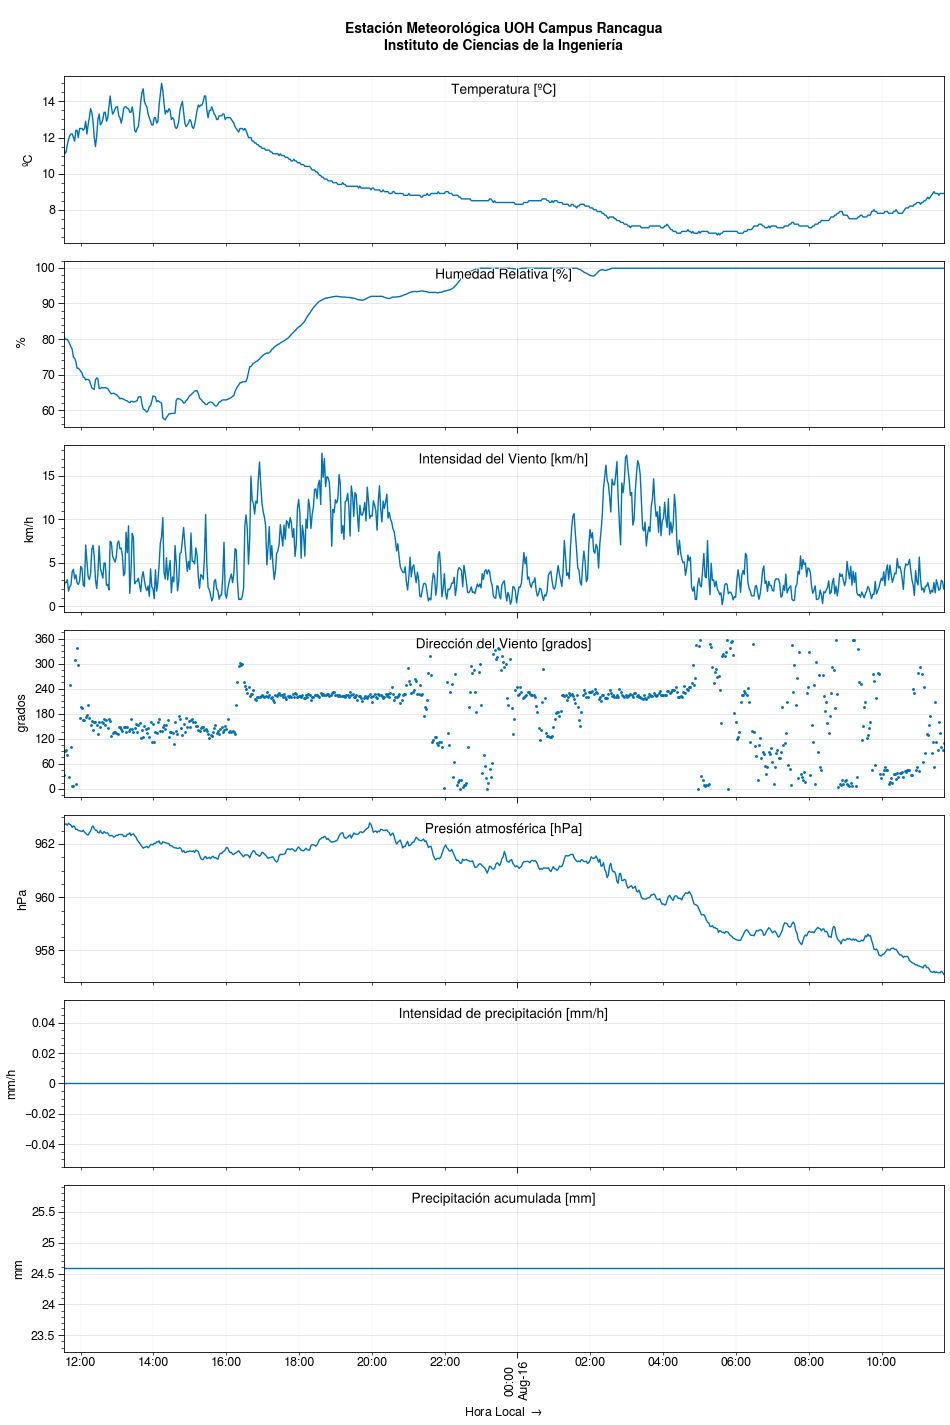 Estación Meteorológica UOH Campus Rancagua
Instituto de Ciencias de la Ingeniería
Temperatura [ºC]
14
12
10
8
ºC
Humedad Relativa [%]
100
90
80
70
60
%
Intensidad del Viento [km/h]
15
10
5
0
km/h
Dirección del Viento [grados]
360
300
240
180
120
60
0
grados
Presión atmosférica [hPa]
962
960
958
hPa
Intensidad de precipitación [mm/h]
0.04
0.02
0
−0.02
−0.04
mm/h
Precipitación acumulada [mm]
25.5
25
24.5
24
23.5
mm
12:00
14:00
16:00
18:00
20:00
22:00
00:00
Aug-16
02:00
04:00
06:00
08:00
10:00
Hora Local →